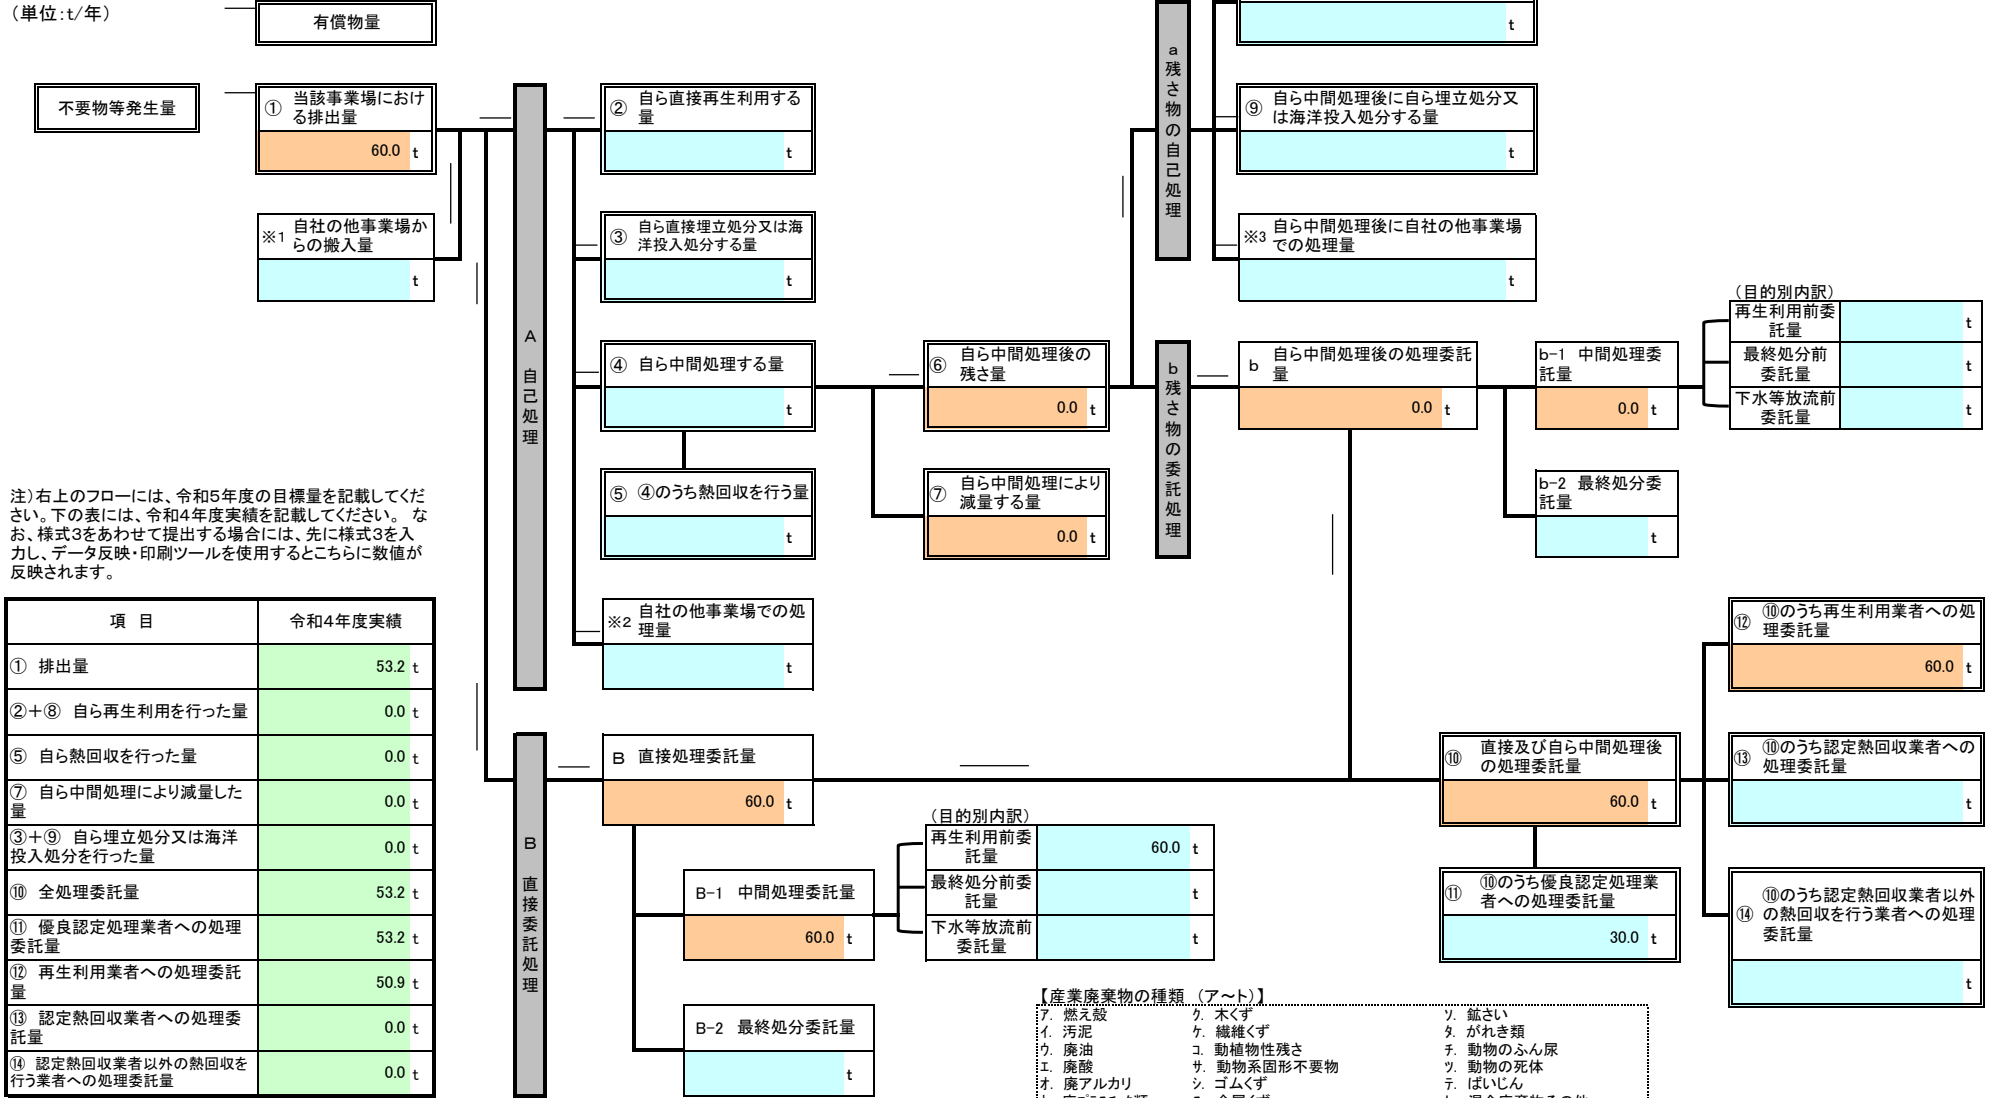 （単位:t/年）
有償物量
不要物等発生量
① 当該事業場におけ
る排出量
60.0 t
※1 自社の他事業場か
らの搬入量
t
A 自己処理
② 自ら直接再生利用する
量
t
③ 自ら直接埋立処分又は海
洋投入処分する量
t
④ 自ら中間処理する量
t
⑤ ④のうち熱回収を行う量
t
※2 自社の他事業場での処
理量
t
⑥ 自ら中間処理後の
残さ量
0.0 t
⑦ 自ら中間処理により
減量する量
0.0 t
a 残さ物の自己処理
t
⑨ 自ら中間処理後に自ら埋立処分又
は海洋投入処分する量
t
※3 自ら中間処理後に自社の他事業場
での処理量
t
b 残さ物の委託処理
b 自ら中間処理後の処理委託
量
0.0 t
b-1 中間処理委
託量
0.0 t
b-2 最終処分委
託量
t
（目的別内訳）
再生利用前委
託量
t
最終処分前
委託量
t
下水等放流前
委託量
t
注）右上のフローには、令和5年度の目標量を記載してくだ
さい。下の表には、令和4年度実績を記載してください。 な
お、様式3をあわせて提出する場合には、先に様式3を入
力し、データ反映・印刷ツールを使用するとこちらに数値が
反映されます。
項 目 令和4年度実績
① 排出量 53.2 t
②＋⑧ 自ら再生利用を行った量 0.0 t
⑤ 自ら熱回収を行った量 0.0 t
⑦ 自ら中間処理により減量した
量 0.0 t
③＋⑨ 自ら埋立処分又は海洋
投入処分を行った量 0.0 t
⑩ 全処理委託量 53.2 t
⑪ 優良認定処理業者への処理
委託量 53.2 t
⑫ 再生利用業者への処理委託
量 50.9 t
⑬ 認定熱回収業者への処理委
託量 0.0 t
⑭ 認定熱回収業者以外の熱回収を
行う業者への処理委託量 0.0 t
B 直接委託処理
B 直接処理委託量
60.0 t
B-1 中間処理委託量
60.0 t
B-2 最終処分委託量
t
（目的別内訳）
再生利用前委
託量
60.0 t
最終処分前委
託量
t
下水等放流前
委託量
t
⑩ 直接及び自ら中間処理後
の処理委託量
60.0 t
⑪ ⑩のうち優良認定処理業
者への処理委託量
30.0 t
⑫ ⑩のうち再生利用業者への処
理委託量
60.0 t
⑬ ⑩のうち認定熱回収業者への
処理委託量
t
⑭ ⑩のうち認定熱回収業者以外
の熱回収を行う業者への処理
委託量
t
【産業廃棄物の種類 （ア～ト）】
ｱ. 燃え殻 ｸ. 木くず ｿ. 鉱さい
ｲ. 汚泥 ｹ. 繊維くず ﾀ. がれき類
ｳ. 廃油 ｺ. 動植物性残さ ﾁ. 動物のふん尿
ｴ. 廃酸 ｻ. 動物系固形不要物 ﾂ. 動物の死体
ｵ. 廃アルカリ ｼ. ゴムくず ﾃ. ばいじん